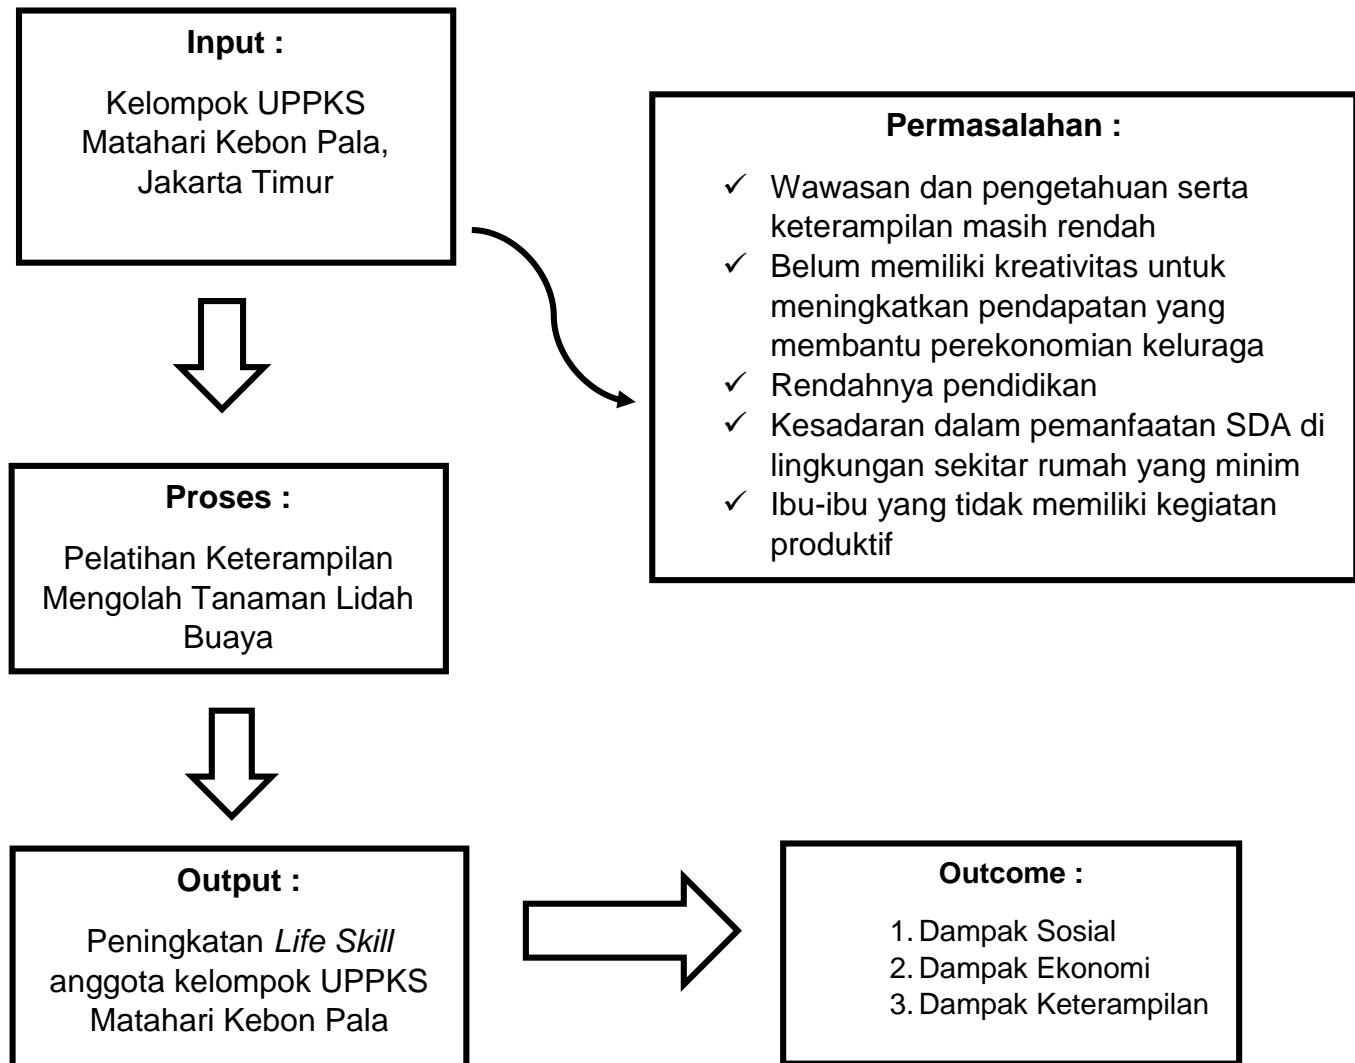 Input :
Kelompok UPPKS
Matahari Kebon Pala,
Jakarta Timur
Permasalahan :
✓ Wawasan dan pengetahuan serta
keterampilan masih rendah
✓ Belum memiliki kreativitas untuk
meningkatkan pendapatan yang
membantu perekonomian keluraga
✓ Rendahnya pendidikan
✓ Kesadaran dalam pemanfaatan SDA di
lingkungan sekitar rumah yang minim
✓ Ibu-ibu yang tidak memiliki kegiatan
produktif
Proses :
Pelatihan Keterampilan
Mengolah Tanaman Lidah
Buaya
Output :
Peningkatan Life Skill
anggota kelompok UPPKS
Matahari Kebon Pala
Outcome :
1. Dampak Sosial
2. Dampak Ekonomi
3. Dampak Keterampilan